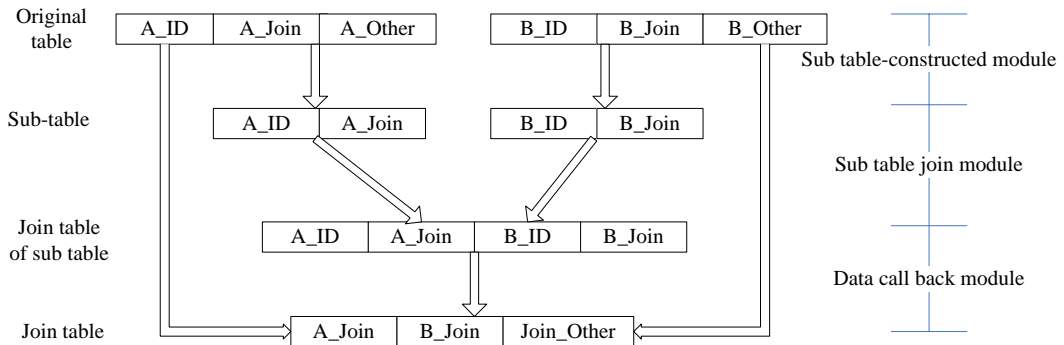 Original
table
A_ID A_Join A_Other B_ID B_Join B_Other
Sub table-constructed module
Sub-table
A_ID A_Join B_ID B_Join
Sub table join module
Join table
of sub table
A_ID A_Join B_ID B_Join
Data call back module
Join table
A_Join B_Join Join_Other